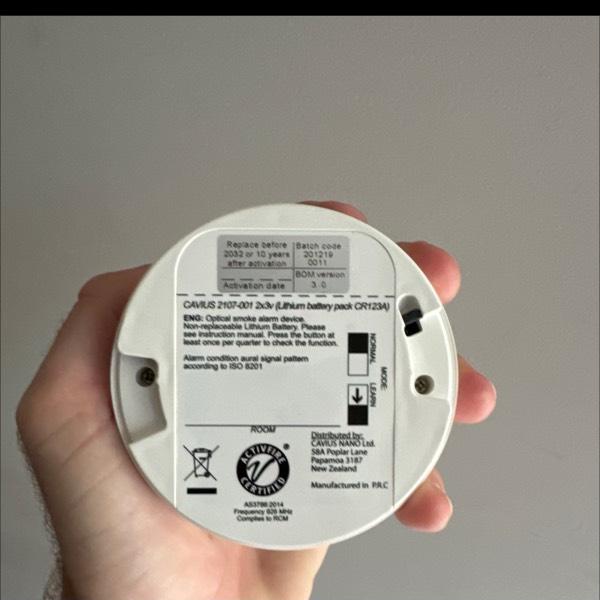 Replace before
2032 or 10 years
after activation
Activation date
Batch code
201219
0011
BOM version
3.0
CAVIUS 2107-001 2x3v (Lithium battery pack CR123A)
ENG: Optical smoke alarm device.
Non-replaceable Lithium Battery. Please
see instruction manual. Press the button at
least once per quarter to check the function.
Alarm condition aural signal pattern
according to ISO 8201
NORMAL
MODE:
LEARN
ROOM
ACTIVFIRE
CERTIFIED
®
AS3786:2014
Frequency 926 MHz
Complies to RCM
Distributed by:
CAVIUS NANO Ltd.
58A Poplar Lane
Papamoa 3187
New Zealand
Manufactured in P.R.C